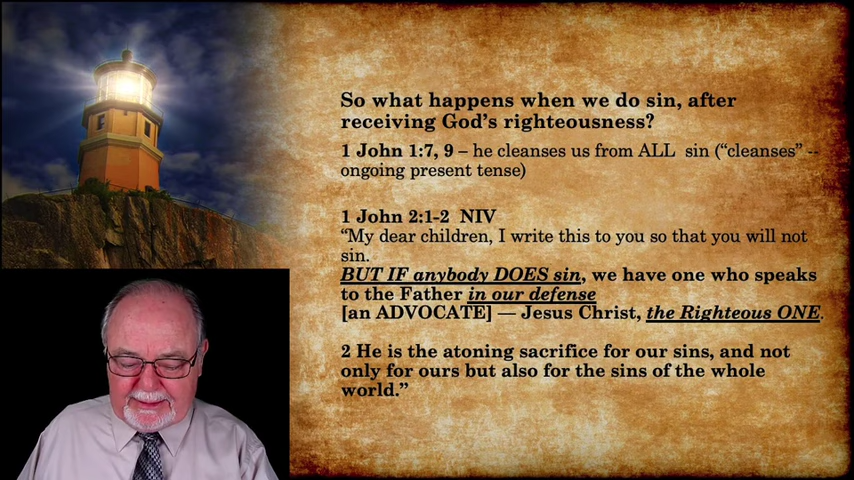 So what happens when we do sin, after
receiving God's righteousness?
1 John 1:7, 9 – he cleanses us from ALL  sin (“cleanses” --
ongoing present tense)
1 John 2:1-2  NIV
“My dear children, I write this to you so that you will not
sin.
BUT IF anybody DOES sin, we have one who speaks
to the Father in our defense
[an ADVOCATE] — Jesus Christ, the Righteous ONE.
2 He is the atoning sacrifice for our sins, and not
only for ours but also for the sins of the whole
world.”